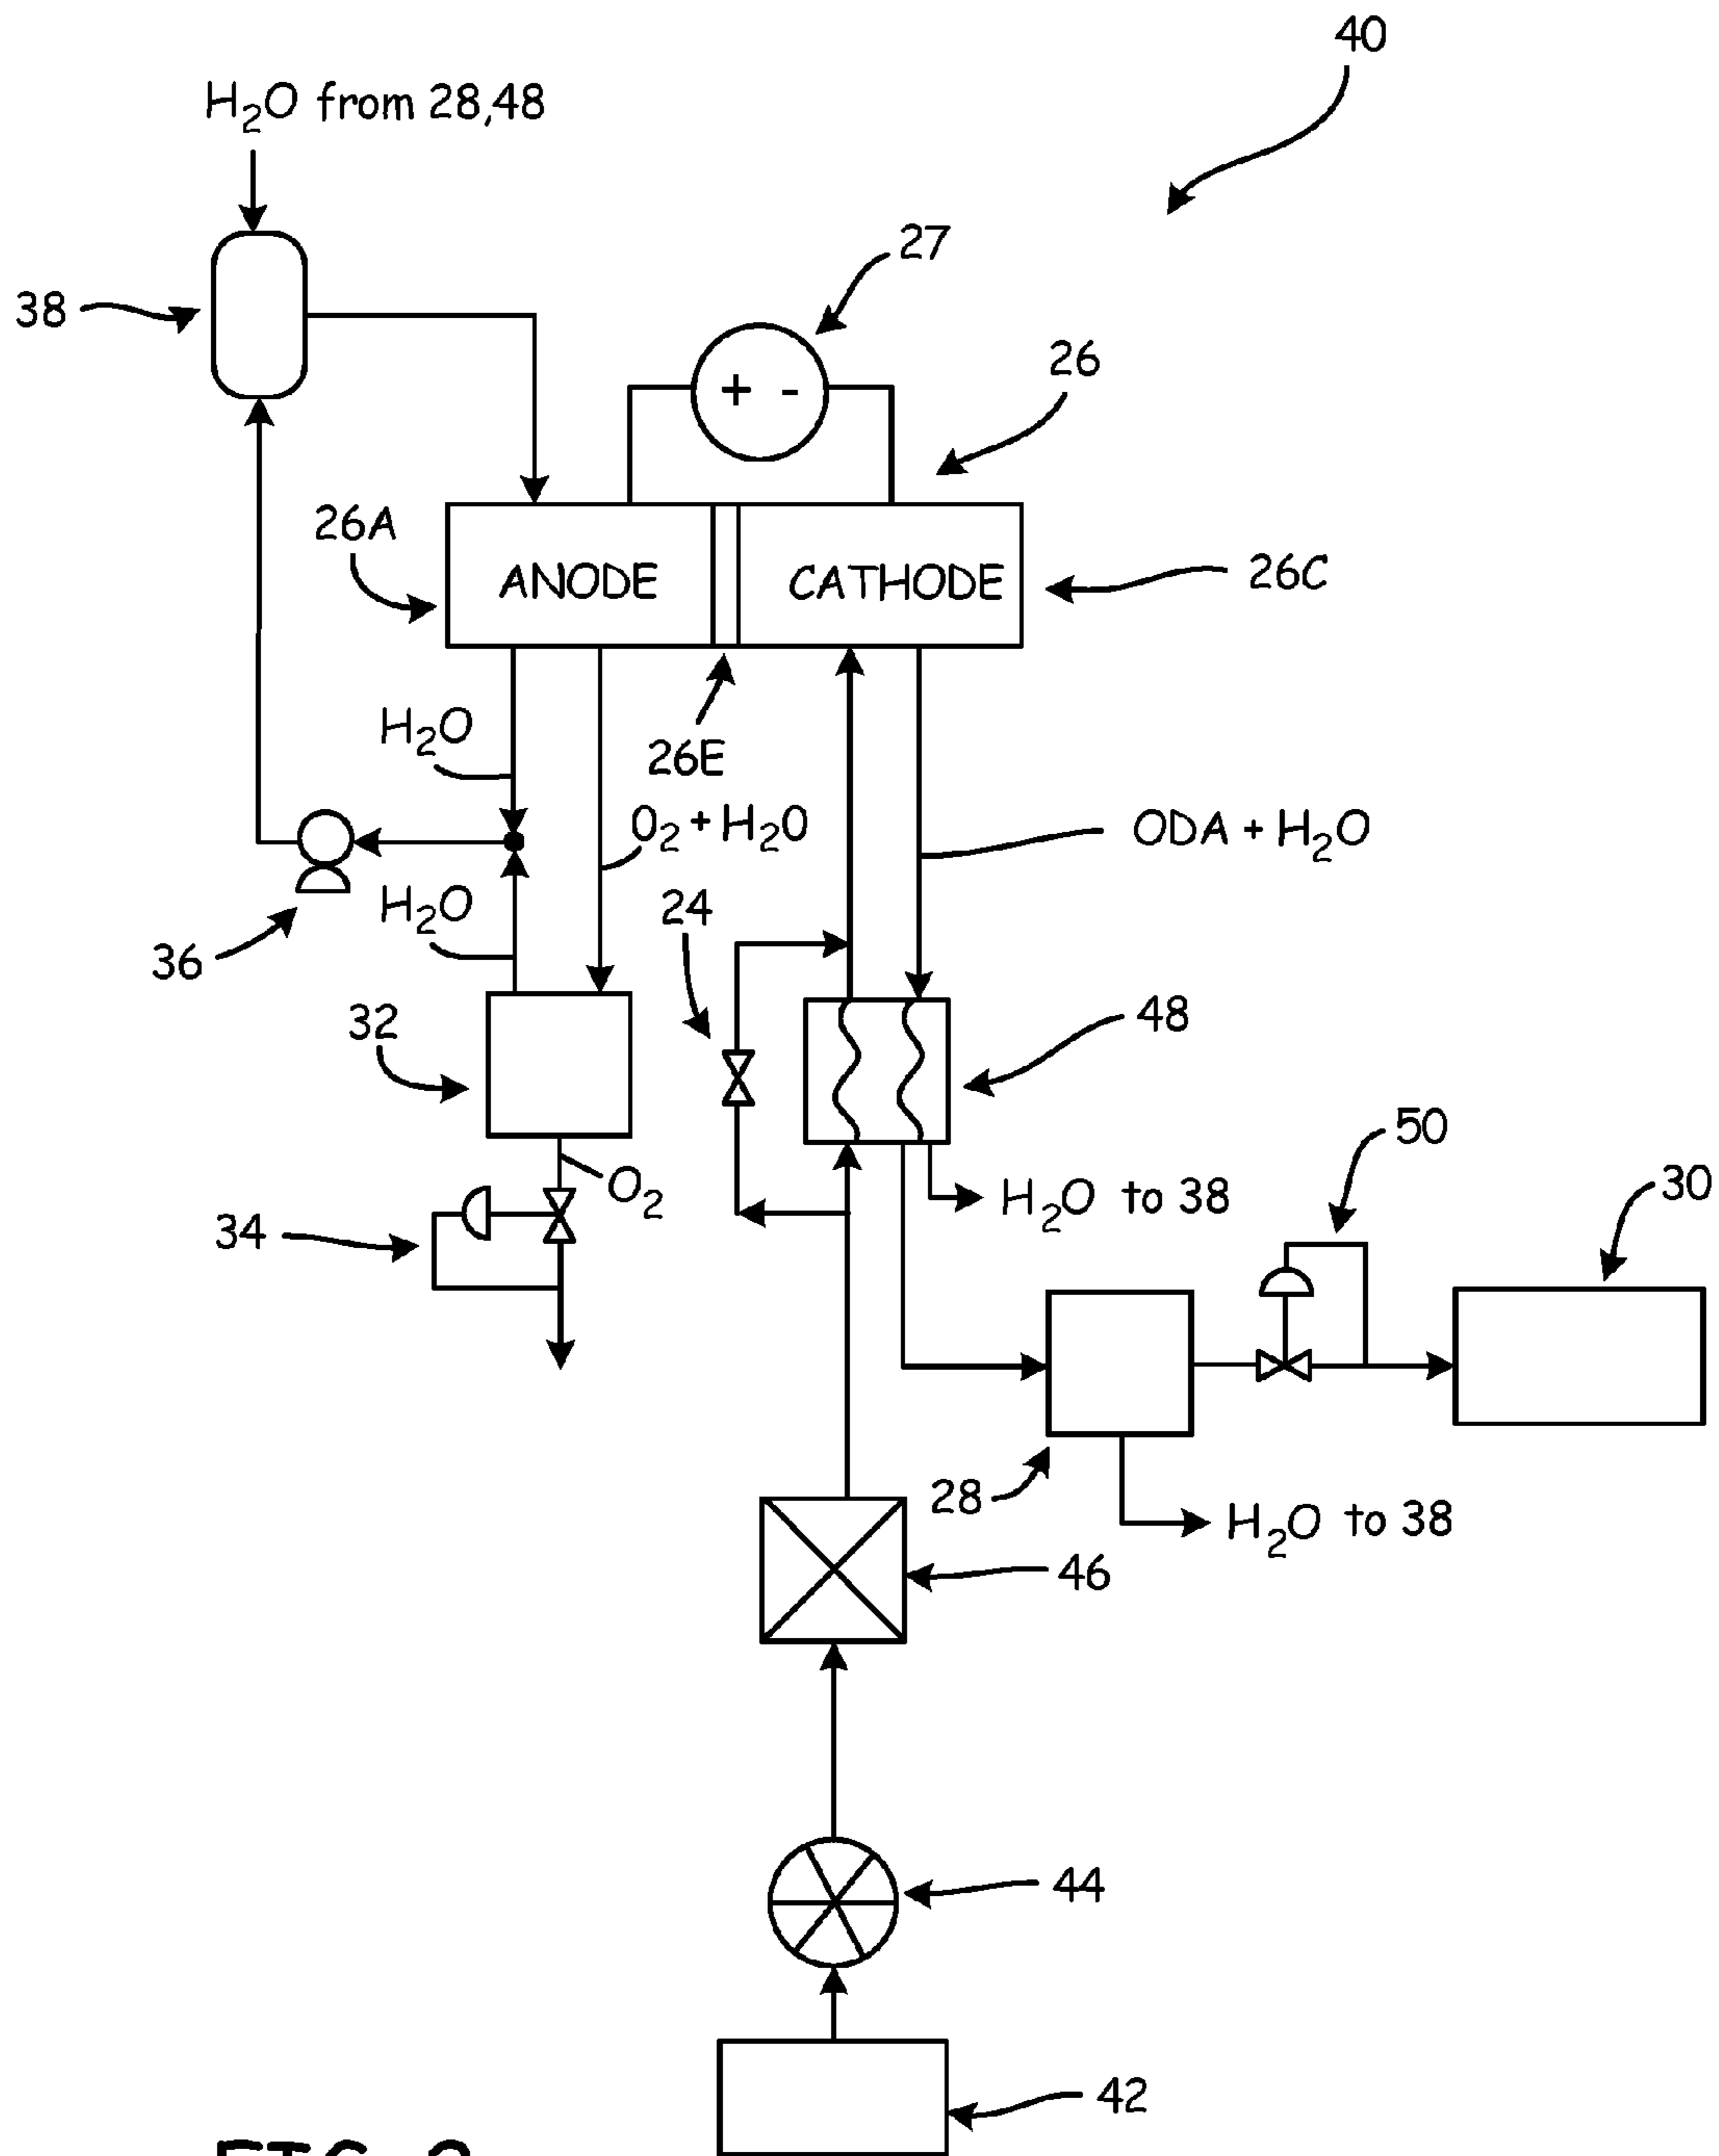 40
H2O from 28,48
27
38
26
26A
ANODE
CATHODE
26C
+ -
H2O
26E
O2 + H2O
ODA + H2O
H2O
24
36
32
48
50
30
O2
H2O to 38
34
28
H2O to 38
46
44
42